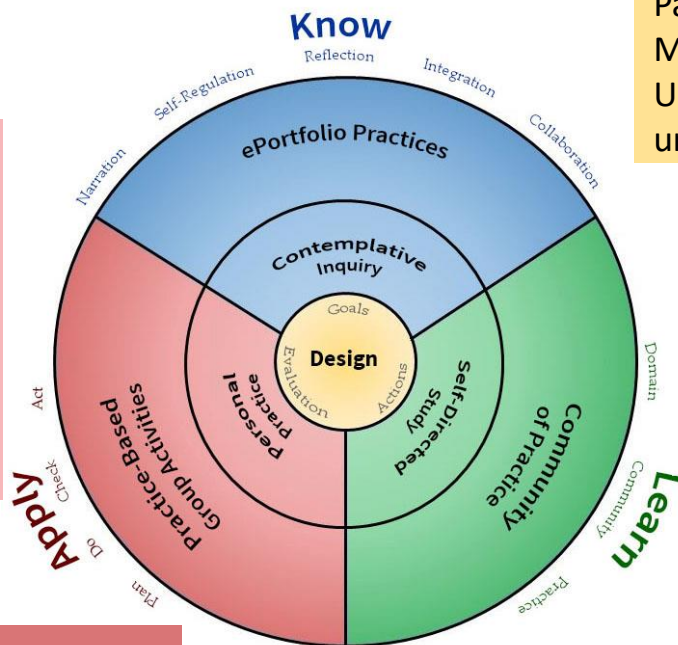 Know
Reflection
Self-Regulation
Integration
Narration
Collaboration
ePortfolio Practices
Contemplative
Inquiry
Goals
Design
Evaluation
Actions
Personal
Practice
Self-Directed
Study
Practice-Based
Group Activities
Community
of Practice
Apply
Act
Check
Do
Plan
Learn
Domain
Community
Practice